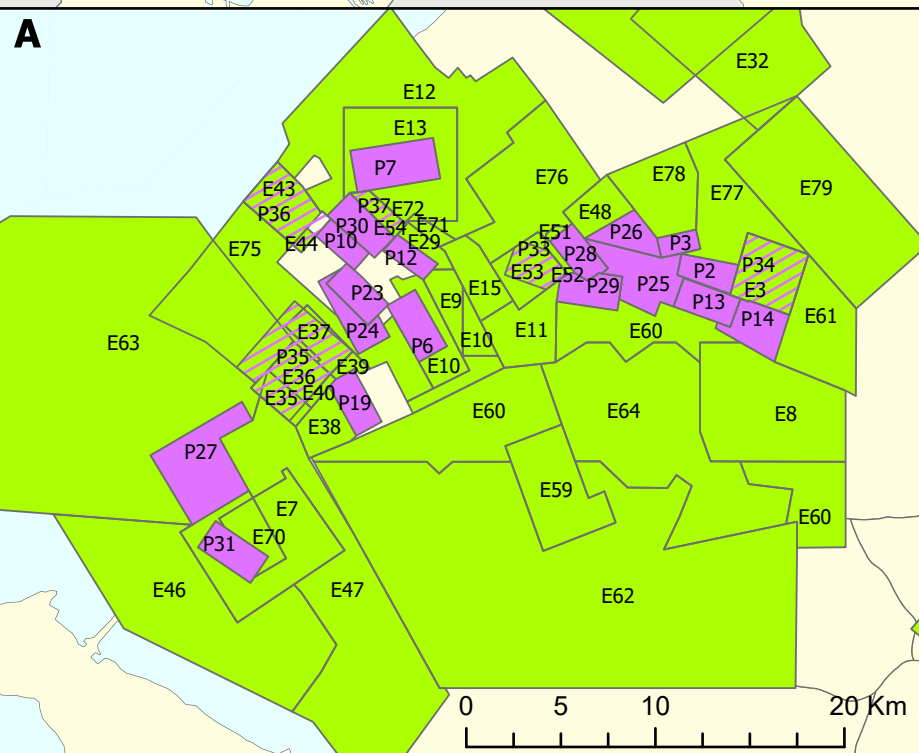 A
E32
E12
E13
P7
E76
E78
E77
E79
E43
P36
P37
E72
E48
E71
P30
E54
E51
P26
E44
P10
E29
P33
P3
E75
P12
P28
E53
E52
P2
P34
P23
E15
P29
P25
E3
E9
P13
E61
E37
P24
P14
E63
P6
E10
E11
E60
P35
E39
E10
E36
E40
E35
P19
E38
E60
E64
E8
P27
E59
E7
E60
P31
E70
E46
E47
E62
0 5 10 20 Km